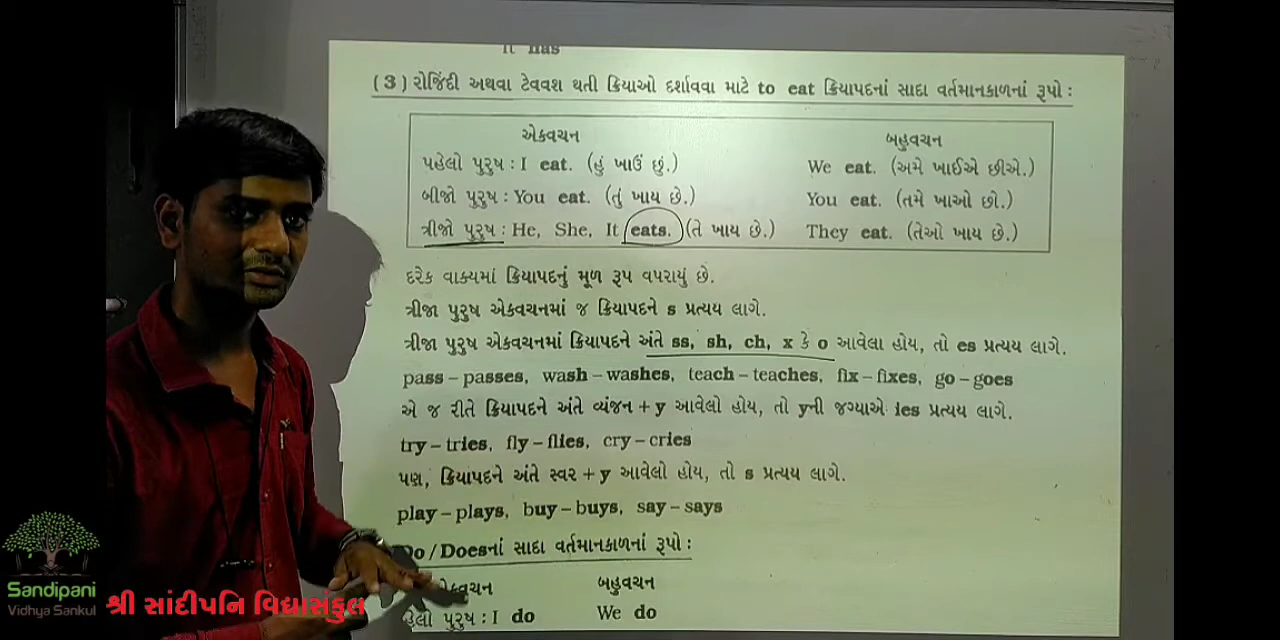 It has
(3) રોજિંદી અથવા ટેવવશ થતી ક્રિયાઓ દર્શાવવા માટે to eat ક્રિયાપદનાં સાદા વર્તમાનકાળનાં રૂપો :
એકવચન બહુવચન
પહેલો પુરુષ : I eat. (હું ખાઉં છું.) We eat. (અમે ખાઈએ છીએ.)
બીજો પુરુષ : You eat. (તું ખાય છે.) You eat. (તમે ખાઓ છો.)
ત્રીજો પુરુષ : He, She, It eats. (તે ખાય છે.) They eat. (તેઓ ખાય છે.)
દરેક વાક્યમાં ક્રિયાપદનું મૂળ રૂપ વપરાયું છે.
ત્રીજા પુરુષ એકવચનમાં જ ક્રિયાપદને s પ્રત્યય લાગે.
ત્રીજા પુરુષ એકવચનમાં ક્રિયાપદને અંતે ss, sh, ch, x કે o આવેલા હોય, તો es પ્રત્યય લાગે.
pass – passes, wash – washes, teach – teaches, fix – fixes, go – goes
એ જ રીતે ક્રિયાપદને અંતે વ્યંજન + y આવેલો હોય, તો yની જગ્યાએ ies પ્રત્યય લાગે.
try – tries, fly – flies, cry – cries
પણ, ક્રિયાપદને અંતે સ્વર + y આવેલો હોય, તો s પ્રત્યય લાગે.
play – plays, buy – buys, say – says
Do / Doesનાં સાદા વર્તમાનકાળનાં રૂપો :
એકવચન બહુવચન
પહેલો પુરુષ : I do We do
Sandipani
Vidhya Sankul
શ્રી સાંદીપનિ વિદ્યાસંકુલ